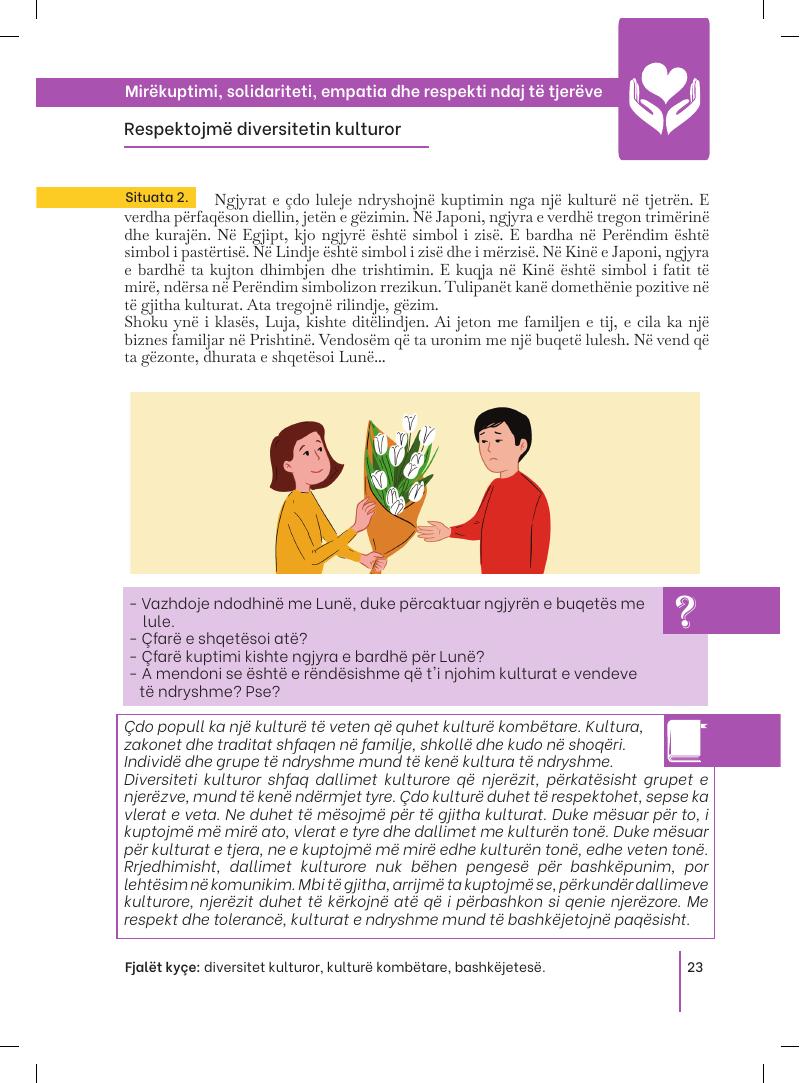 Mirëkuptimi, solidariteti, empatia dhe respekti ndaj të tjerëve
Respektojmë diversitetin kulturor
Situata 2. Ngjyrat e çdo luleje ndryshojnë kuptimin nga një kulturë në tjetrën. E
verdha përfaqëson diellin, jetën e gëzimin. Në Japoni, ngjyra e verdhë tregon trimërinë
dhe kurajën. Në Egjipt, kjo ngjyrë është simbol i zisë. E bardha në Perëndim është
simbol i pastërtisë. Në Lindje është simbol i zisë dhe i mërzisë. Në Kinë e Japoni, ngjyra
e bardhë ta kujton dhimbjen dhe trishtimin. E kuqja në Kinë është simbol i fatit të
mirë, ndërsa në Perëndim simbolizon rrezikun. Tulipanët kanë domethënie pozitive në
të gjitha kulturat. Ata tregojnë rilindje, gëzim.
Shoku ynë i klasës, Luja, kishte ditëlindjen. Ai jeton me familjen e tij, e cila ka një
biznes familjar në Prishtinë. Vendosëm që ta uronim me një buqetë lulesh. Në vend që
ta gëzonte, dhurata e shqetësoi Lunë...
- Vazhdoje ndodhinë me Lunë, duke përcaktuar ngjyrën e buqetës me
lule.
- Çfarë e shqetësoi atë?
- Çfarë kuptimi kishte ngjyra e bardhë për Lunë?
- A mendoni se është e rëndësishme që t'i njohim kulturat e vendeve
të ndryshme? Pse?
?
Çdo popull ka një kulturë të veten që quhet kulturë kombëtare. Kultura,
zakonet dhe traditat shfaqen në familje, shkollë dhe kudo në shoqëri.
Individë dhe grupe të ndryshme mund të kenë kultura të ndryshme.
Diversiteti kulturor shfaq dallimet kulturore që njerëzit, përkatësisht grupet e
njerëzve, mund të kenë ndërmjet tyre. Çdo kulturë duhet të respektohet, sepse ka
vlerat e veta. Ne duhet të mësojmë për të gjitha kulturat. Duke mësuar për to, i
kuptojmë më mirë ato, vlerat e tyre dhe dallimet me kulturën tonë. Duke mësuar
për kulturat e tjera, ne e kuptojmë më mirë edhe kulturën tonë, edhe veten tonë.
Rrjedhimisht, dallimet kulturore nuk bëhen pengesë për bashkëpunim, por
lehtësim në komunikim. Mbi të gjitha, arrijmë ta kuptojmë se, përkundër dallimeve
kulturore, njerëzit duhet të kërkojnë atë që i përbashkon si qenie njerëzore. Me
respekt dhe tolerancë, kulturat e ndryshme mund të bashkëjetojnë paqësisht.
Fjalët kyçe: diversitet kulturor, kulturë kombëtare, bashkëjetesë.
23